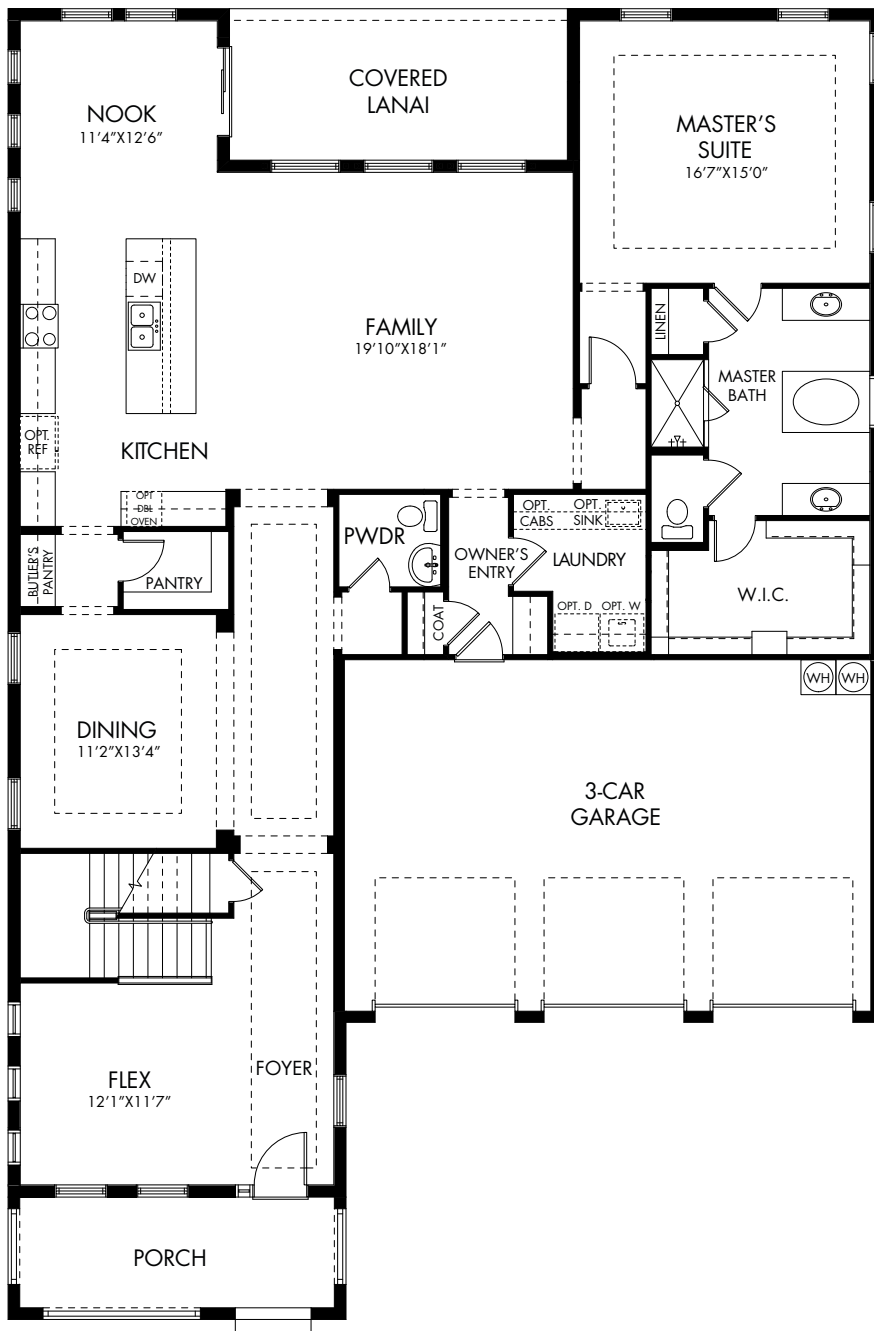 COVERED
LANAI
NOOK
11'4"X12'6"
MASTER'S
SUITE
16'7"X15'0"
DW
LINEN
FAMILY
19'10"X18'1"
MASTER
BATH
OPT.
REF
KITCHEN
OPT
DBL
OVEN
OPT.
CABS
OPT.
SINK
PWDR
OWNER'S
ENTRY
LAUNDRY
BUTLER'S
PANTRY
PANTRY
W.I.C.
COAT
OPT. D
OPT. W
WH
WH
DINING
11'2"X13'4"
3-CAR
GARAGE
FOYER
FLEX
12'1"X11'7"
PORCH